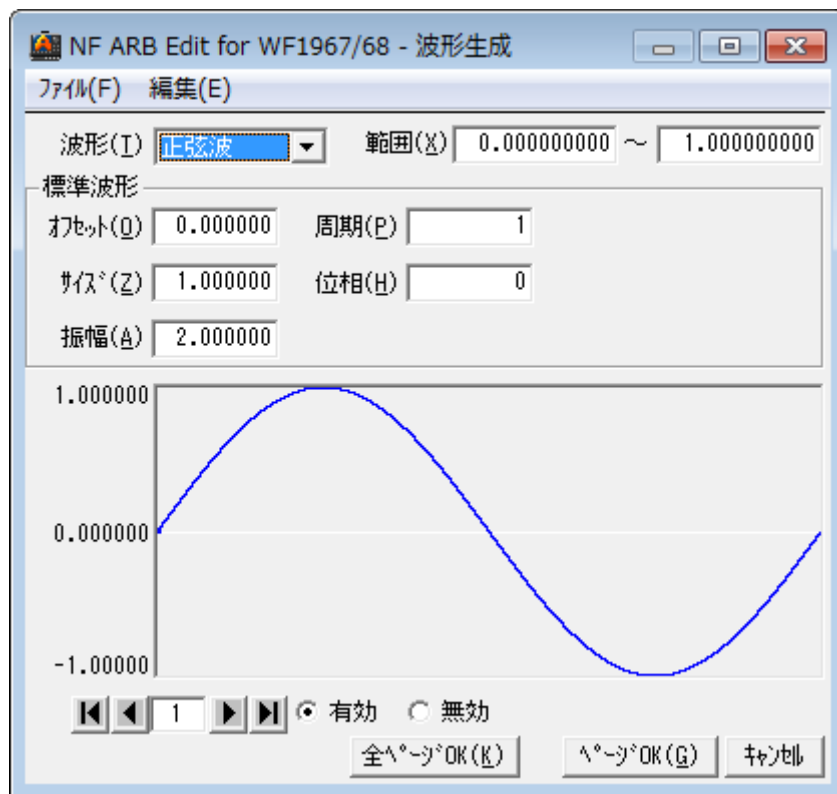 NF ARB Edit for WF1967/68 - 波形生成
ﾌｧｲﾙ(F) 編集(E)
波形(T) 正弦波 範囲(X) 0.000000000 ～ 1.000000000
標準波形
ｵﾌｾｯﾄ(O) 0.000000 周期(P) 1
ｻｲｽﾞ(Z) 1.000000 位相(H) 0
振幅(A) 2.000000
1.000000
0.000000
-1.00000
1 有効 無効
全ﾍﾟｰｼﾞOK(K) ﾍﾟｰｼﾞOK(G) ｷｬﾝｾﾙ